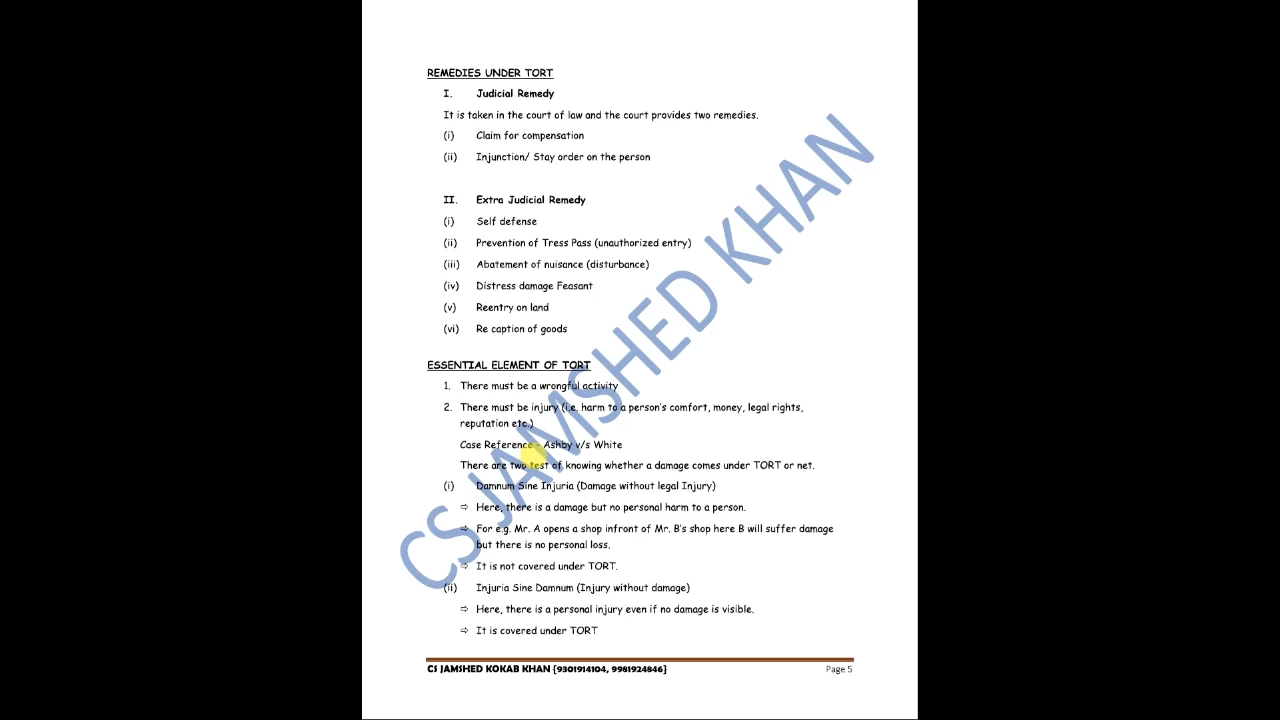 REMEDIES UNDER TORT
I. Judicial Remedy
It is taken in the court of law and the court provides two remedies.
(i) Claim for compensation
(ii) Injunction/ Stay order on the person
II. Extra Judicial Remedy
(i) Self defense
(ii) Prevention of Tress Pass (unauthorized entry)
(iii) Abatement of nuisance (disturbance)
(iv) Distress damage Feasant
(v) Reentry on land
(vi) Re caption of goods
ESSENTIAL ELEMENT OF TORT
1. There must be a wrongful activity
2. There must be injury (i.e. harm to a person's comfort, money, legal rights,
reputation etc.)
Case Reference - Ashby v/s White
There are two test of knowing whether a damage comes under TORT or net.
(i) Damnum Sine Injuria (Damage without legal Injury)
⇨ Here, there is a damage but no personal harm to a person.
⇨ For e.g. Mr. A opens a shop infront of Mr. B's shop here B will suffer damage
but there is no personal loss.
⇨ It is not covered under TORT.
(ii) Injuria Sine Damnum (Injury without damage)
⇨ Here, there is a personal injury even if no damage is visible.
⇨ It is covered under TORT
CS JAMSHED KHAN
CS JAMSHED KOKAB KHAN {9301914104, 9981924846} Page 5